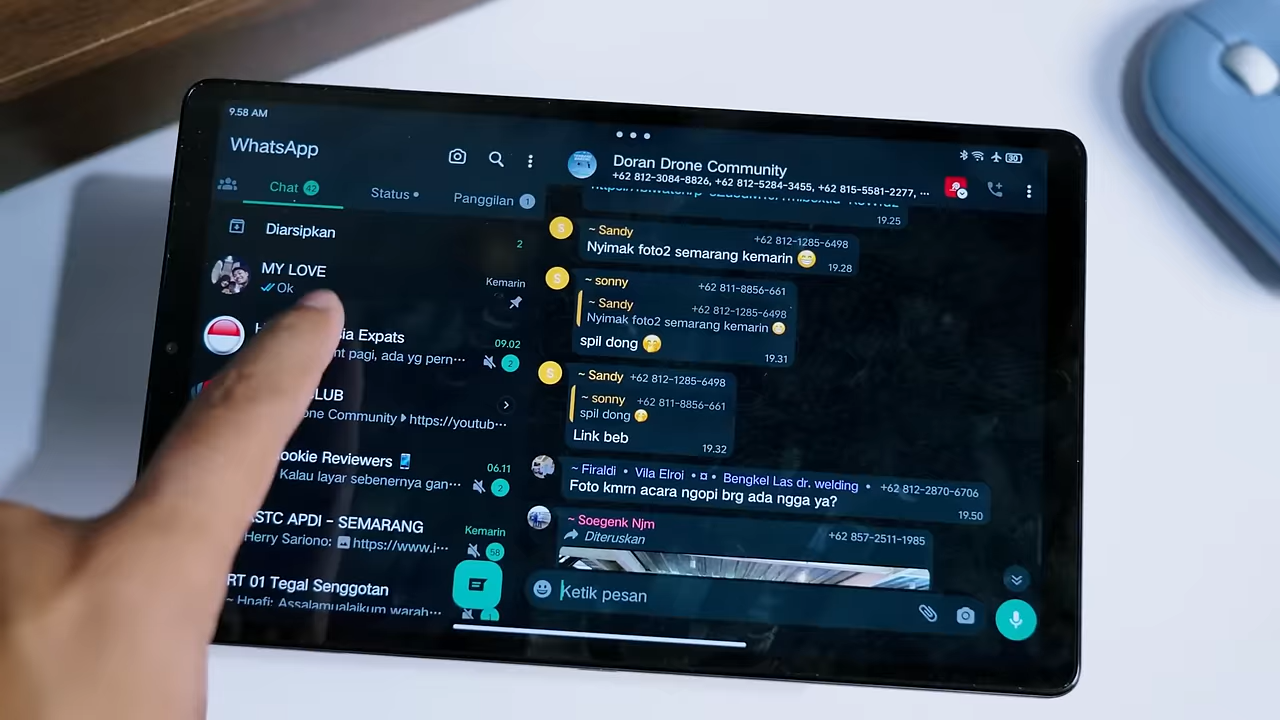 9.58 AM
WhatsApp
Chat 42
Status
Panggilan 1
Diarsipkan
2
MY LOVE
Kemarin
Ok
ia Expats
09.02
nt pagi, ada yg pern···
2
LUB
one Community https://youtub···
ookie Reviewers
06.11
Kalau layar sebenernya gan···
2
STC APDI - SEMARANG
Kemarin
Herry Sariono: https://www.i···
58
RT 01 Tegal Senggotan
~ Hnafi: Assalamualaikum warah···
1
30
Doran Drone Community
+62 812-3084-8826, +62 812-5284-3455, +62 815-5581-2277, ...
19.25
~ Sandy +62 812-1285-6498
Nyimak foto2 semarang kemarin 😁
19.28
~ sonny +62 811-8856-661
~ Sandy +62 812-1285-6498
Nyimak foto2 semarang kemarin 😁
spil dong 🤭
19.31
~ Sandy +62 812-1285-6498
~ sonny +62 811-8856-661
spil dong 🤭
Link beb
19.32
~ Firaldi • Vila Elroi • ¤ • Bengkel Las dr. welding • +62 812-2870-6706
Foto kmrn acara ngopi brg ada ngga ya?
19.50
~ Soegenk Njm +62 857-2511-1985
Diteruskan
Ketik pesan